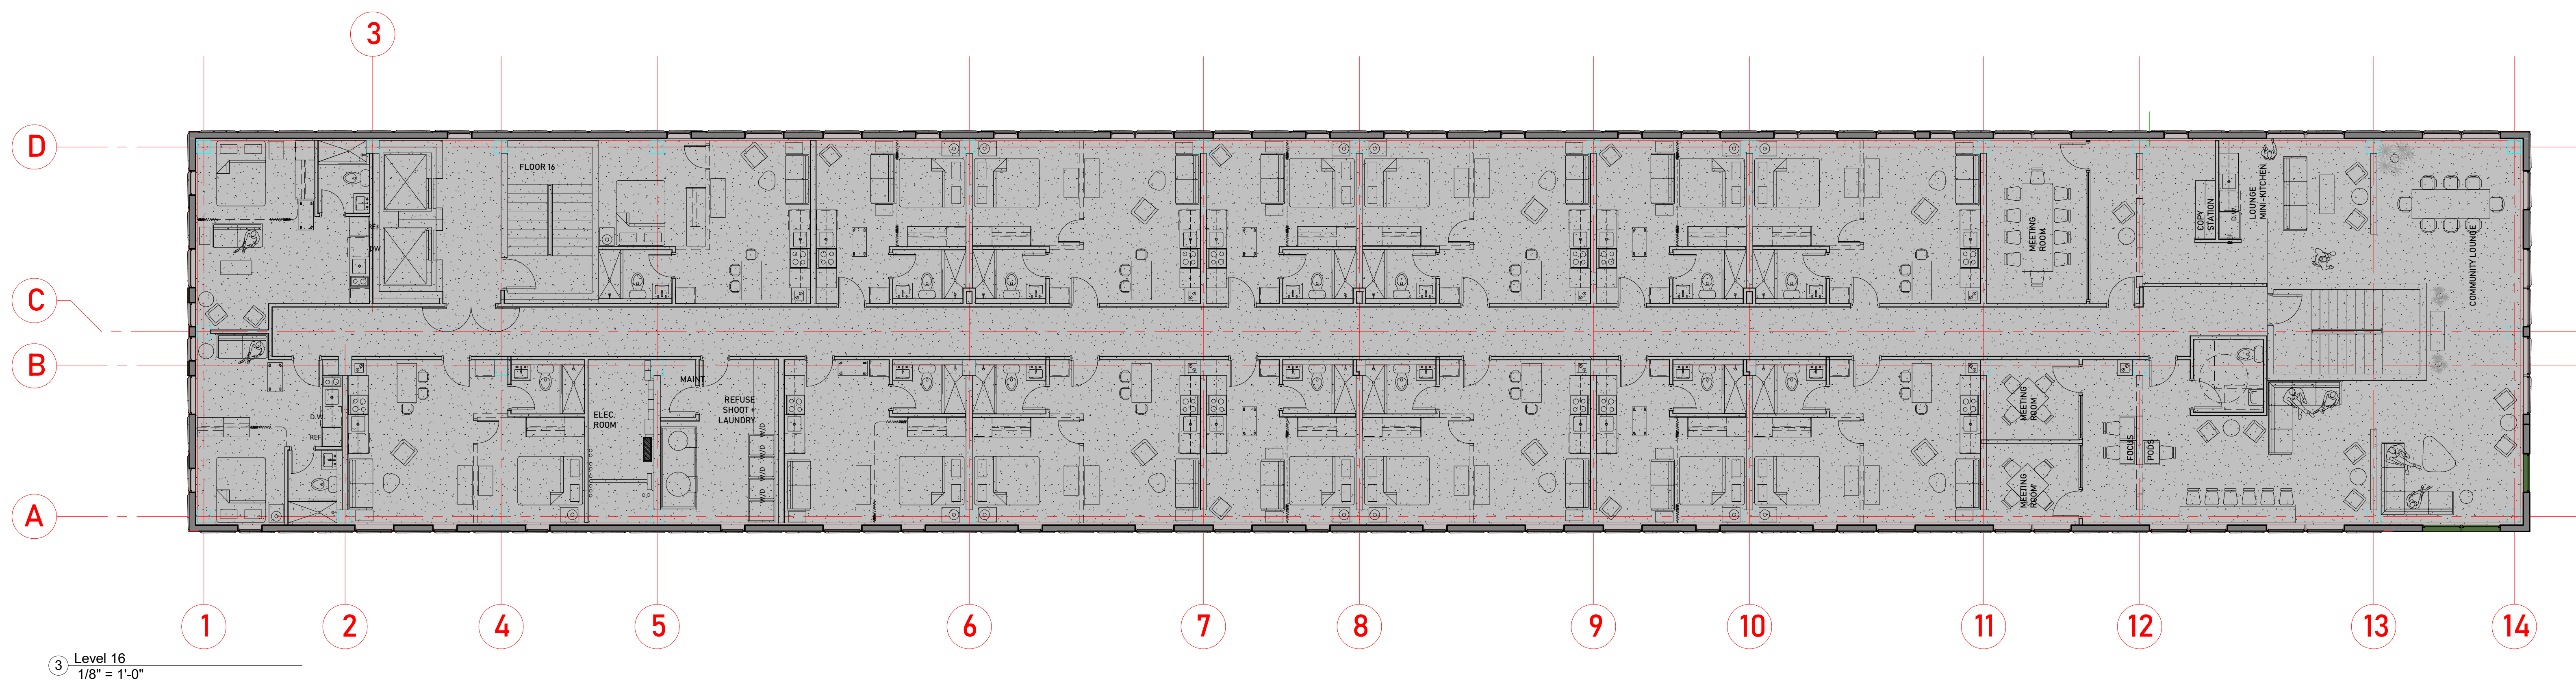 3
D
FLOOR 16
REF.
DW
C
B
A
MEETING
ROOM
COPY
STATION
D.W.
REF.
LOUNGE
MINI-KITCHEN
COMMUNITY LOUNGE
D.W.
REF.
ELEC.
ROOM
MAINT.
REFUSE
SHOOT +
LAUNDRY
W/D
W/D
W/D
W/D
MEETING
ROOM
MEETING
ROOM
FOCUS
PODS
1
2
4
5
6
7
8
9
10
11
12
13
14
3
Level 16
1/8" = 1'-0"